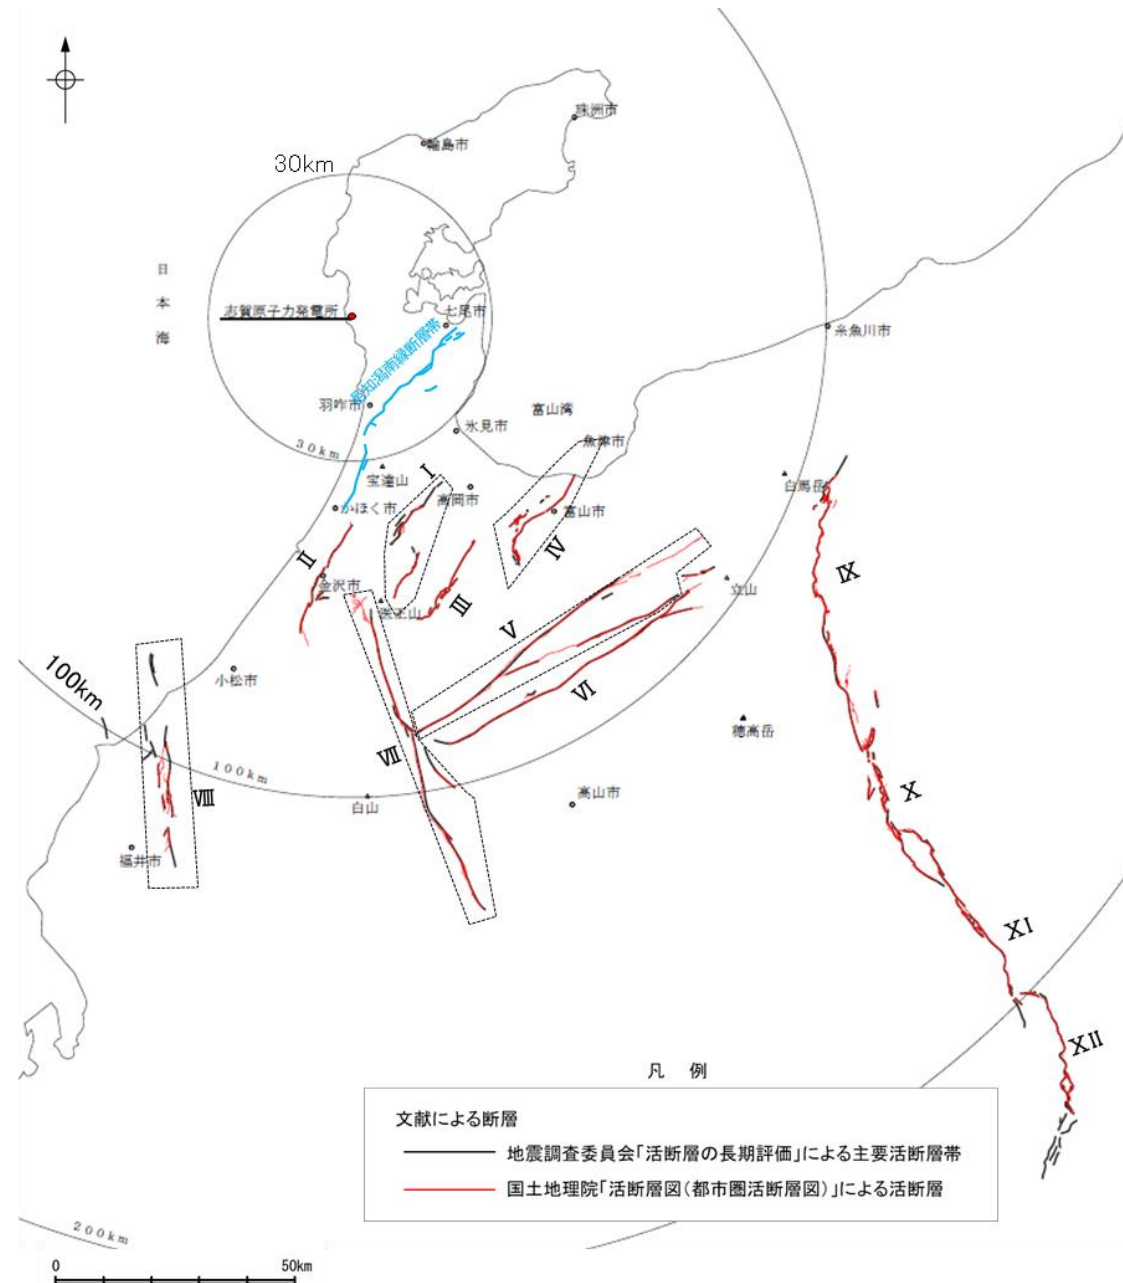 珠洲市
輪島市
30km
日本海
志賀原子力発電所
七尾市
糸魚川市
邑知潟南縁断層帯
羽咋市
富山湾
氷見市
魚津市
30km
宝達山
Ⅰ
高岡市
白馬岳
かほく市
富山市
Ⅱ
Ⅳ
Ⅸ
金沢市
医王山
Ⅲ
立山
Ⅴ
100km
小松市
Ⅵ
穂高岳
Ⅶ
100km
Ⅷ
白山
高山市
Ⅹ
福井市
ⅩⅠ
ⅩⅡ
凡 例
文献による断層
地震調査委員会「活断層の長期評価」による主要活断層帯
国土地理院「活断層図(都市圏活断層図)」による活断層
200km
0 50km